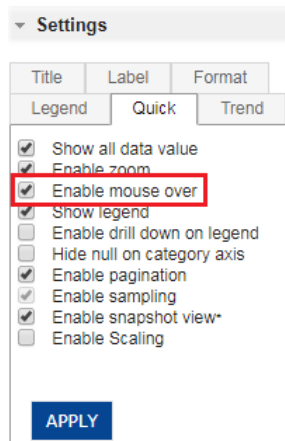 Settings
Title Label Format
Legend Quick Trend
Show all data value
Enable zoom
Enable mouse over
Show legend
Enable drill down on legend
Hide null on category axis
Enable pagination
Enable sampling
Enable snapshot view*
Enable Scaling
APPLY